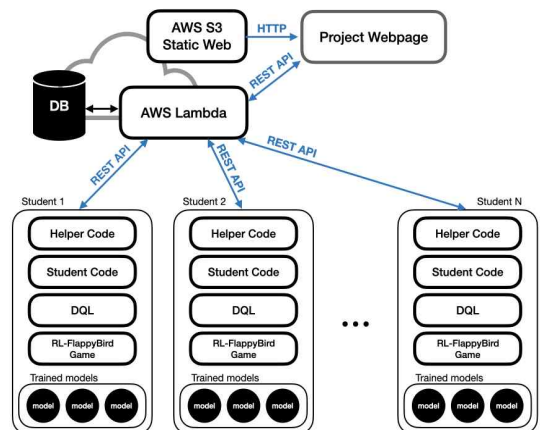 AWS S3
Static Web
HTTP
Project Webpage
REST API
DB
AWS Lambda
REST API
REST API
REST API
Student 1
Helper Code
Student Code
DQL
RL-FlappyBird
Game
Trained models
model model model
Student 2
Helper Code
Student Code
DQL
RL-FlappyBird
Game
Trained models
model model model
...
Student N
Helper Code
Student Code
DQL
RL-FlappyBird
Game
Trained models
model model model